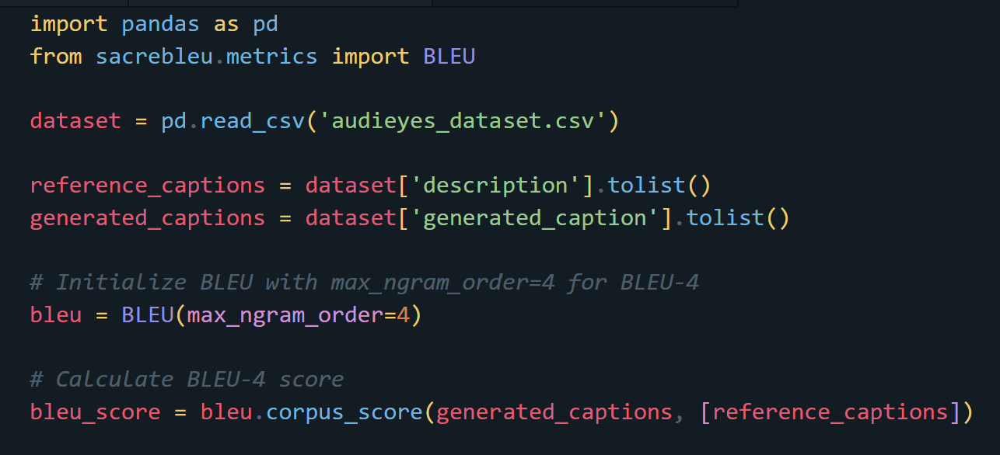 import pandas as pd
from sacrebleu.metrics import BLEU
dataset = pd.read_csv('audieyes_dataset.csv')
reference_captions = dataset['description'].tolist()
generated_captions = dataset['generated_caption'].tolist()
# Initialize BLEU with max_ngram_order=4 for BLEU-4
bleu = BLEU(max_ngram_order=4)
# Calculate BLEU-4 score
bleu_score = bleu.corpus_score(generated_captions, [reference_captions])